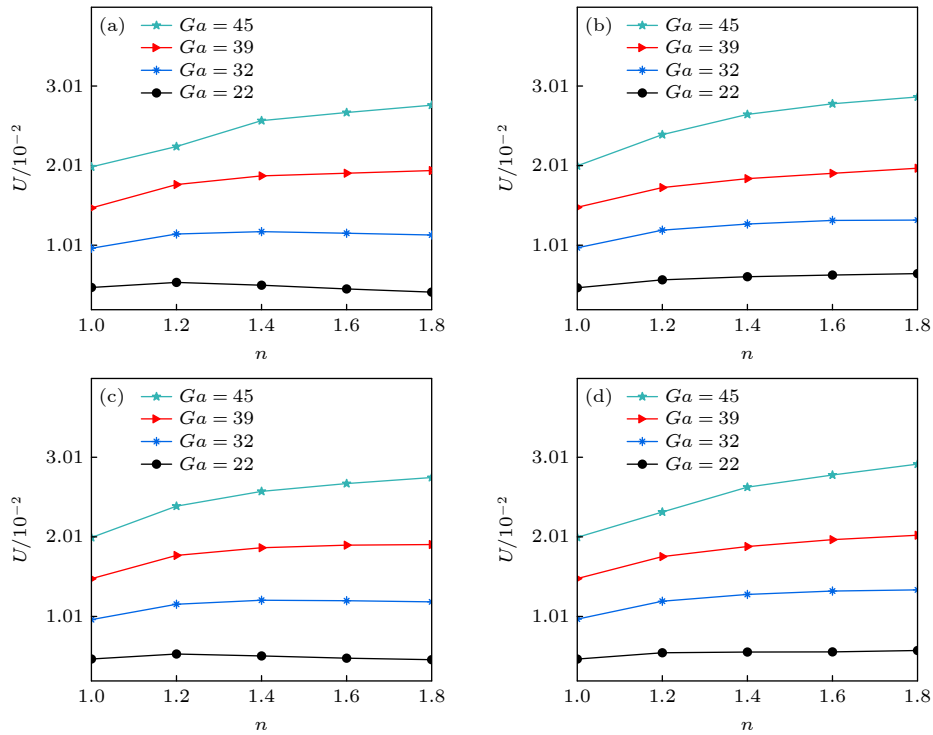 (a)
Ga = 45
Ga = 39
Ga = 32
Ga = 22
3.01
2.01
1.01
U/10⁻²
1.0 1.2 1.4 1.6 1.8
n
(b)
Ga = 45
Ga = 39
Ga = 32
Ga = 22
3.01
2.01
1.01
U/10⁻²
1.0 1.2 1.4 1.6 1.8
n
(c)
Ga = 45
Ga = 39
Ga = 32
Ga = 22
3.01
2.01
1.01
U/10⁻²
1.0 1.2 1.4 1.6 1.8
n
(d)
Ga = 45
Ga = 39
Ga = 32
Ga = 22
3.01
2.01
1.01
U/10⁻²
1.0 1.2 1.4 1.6 1.8
n